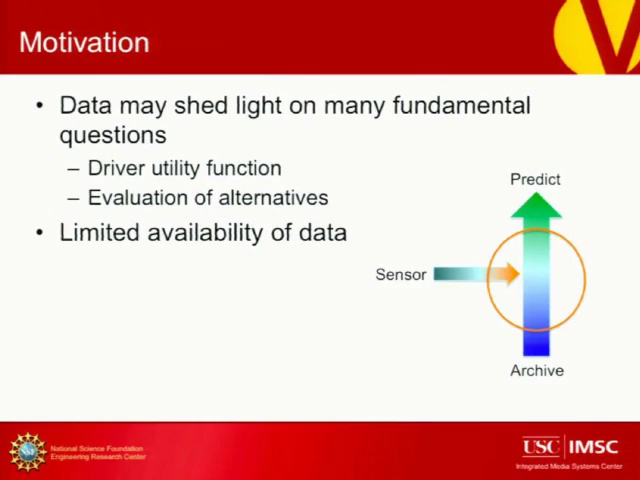 Motivation
• Data may shed light on many fundamental
questions
– Driver utility function
– Evaluation of alternatives
• Limited availability of data
Predict
Sensor
Archive
NSF
National Science Foundation
Engineering Research Center
USC IMSC
Integrated Media Systems Center